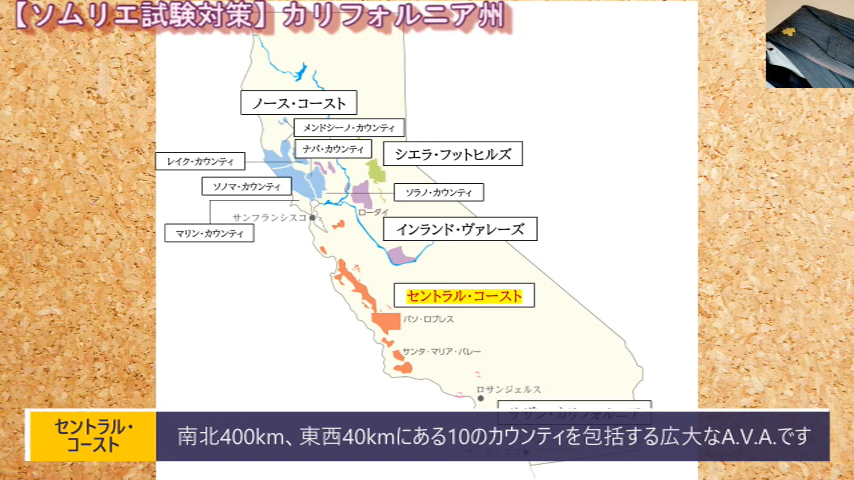 【ソムリエ試験対策】カリフォルニア州
ノース・コースト
メンドシーノ・カウンティ
ナパ・カウンティ
シエラ・フットヒルズ
レイク・カウンティ
ソノマ・カウンティ
ソラノ・カウンティ
ローダイ
サンフランシスコ
マリン・カウンティ
インランド・ヴァレーズ
セントラル・コースト
パソ・ロブレス
サンタ・マリア・バレー
ロサンジェルス
セントラル・
コースト
南北400km、東西40kmにある10のカウンティを包括する広大なA.V.A.です